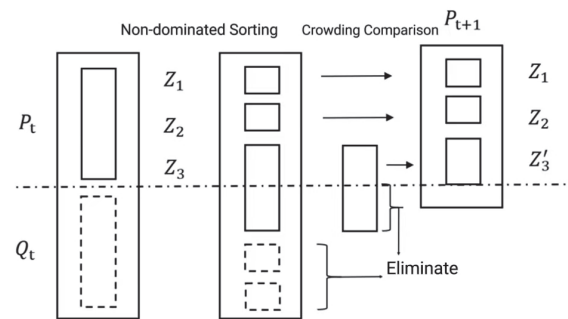 Non-dominated Sorting
Crowding Comparison
P_{t+1}
Z_1
Z_1
P_t
Z_2
Z_2
Z_3
Z_3'
Q_t
Eliminate